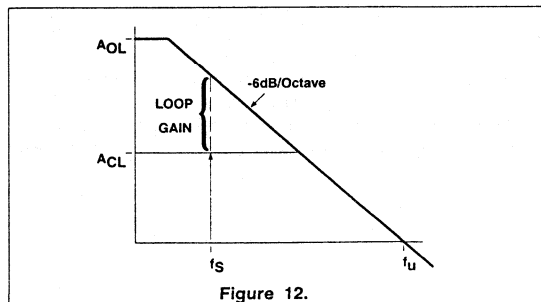 AOL
-6dB/Octave
LOOP
GAIN
ACL
fS
fu
Figure 12.